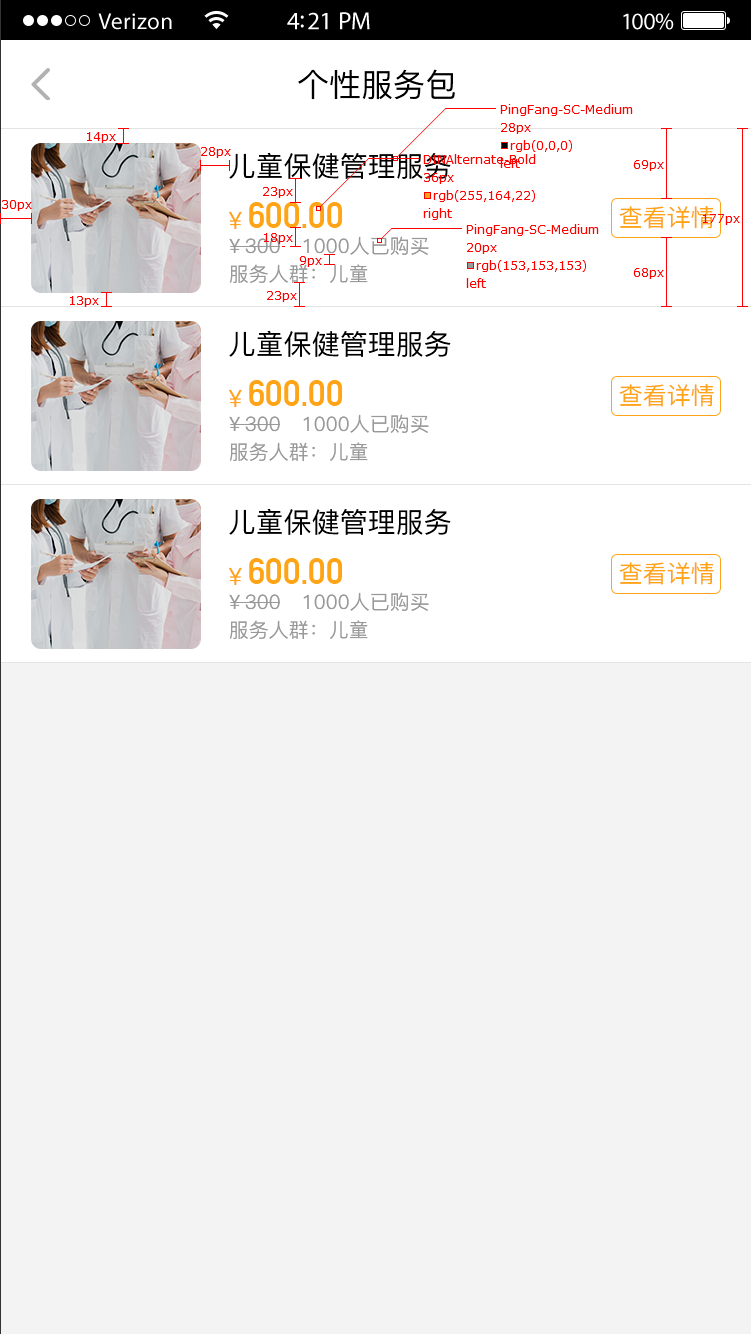 Verizon 4:21 PM 100%
个性服务包
PingFang-SC-Medium
28px
rgb(0,0,0)
left
14px
28px
30px
儿童保健管理服务
DINAlternate-Bold
36px
rgb(255,164,22)
right
69px
23px
¥ 600.00
查看详情
177px
18px
¥ 300 1000人已购买
PingFang-SC-Medium
20px
rgb(153,153,153)
left
9px
服务人群：儿童
68px
23px
13px
儿童保健管理服务
¥ 600.00
查看详情
¥ 300 1000人已购买
服务人群：儿童
儿童保健管理服务
¥ 600.00
查看详情
¥ 300 1000人已购买
服务人群：儿童